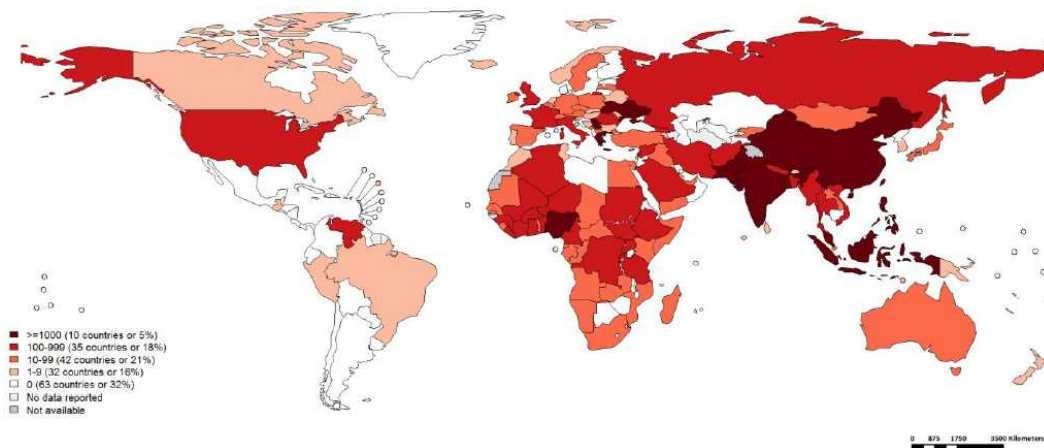 >=1000 (10 countries or 5%)
100-999 (35 countries or 18%)
10-99 (42 countries or 21%)
1-9 (32 countries or 16%)
0 (63 countries or 32%)
No data reported
Not available
0 875 1750 3500 Kilometers